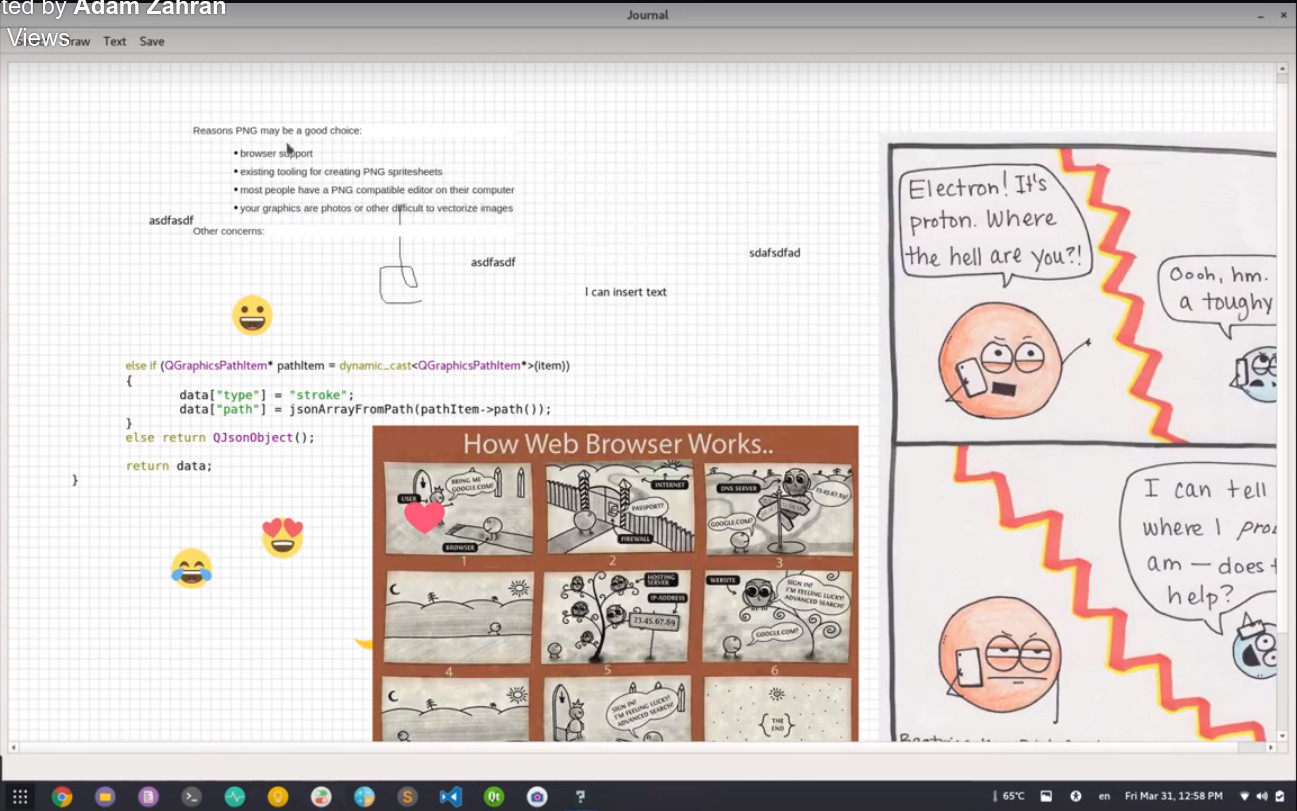 ted by Adam Zahran
Journal
Views
raw Text Save
Reasons PNG may be a good choice:
• browser support
• existing tooling for creating PNG spritesheets
• most people have a PNG compatible editor on their computer
• your graphics are photos or other difficult to vectorize images
asdfasdf
Other concerns:
asdfasdf
sdafsdfad
I can insert text
else if (QGraphicsPathItem* pathItem = dynamic_cast<QGraphicsPathItem*>(item))
{
data["type"] = "stroke";
data["path"] = jsonArrayFromPath(pathItem->path());
}
else return QJsonObject();
return data;
}
How Web Browser Works..
USER
BRING ME
GOOGLE.COM!
BROWSER
1
INTERNET
PASSPORT?
FIREWALL
2
DNS SERVER
23.45.67.89!
GOOGLE.COM?
3
4
HOSTING
SERVER
IP-ADDRESS
23.45.67.89
5
WEBSITE
SIGN IN!
I'M FEELING LUCKY!
ADVANCED SEARCH!
GOOGLE.COM?
6
SIGN IN!
I'M FEELING LUCKY!
ADVANCED SEARCH!
THE
END
Electron! It's
proton. Where
the hell are you?!
Oooh, hm.
a toughy
I can tell
where I
am — does
help?
65°C
en
Fri Mar 31, 12:58 PM